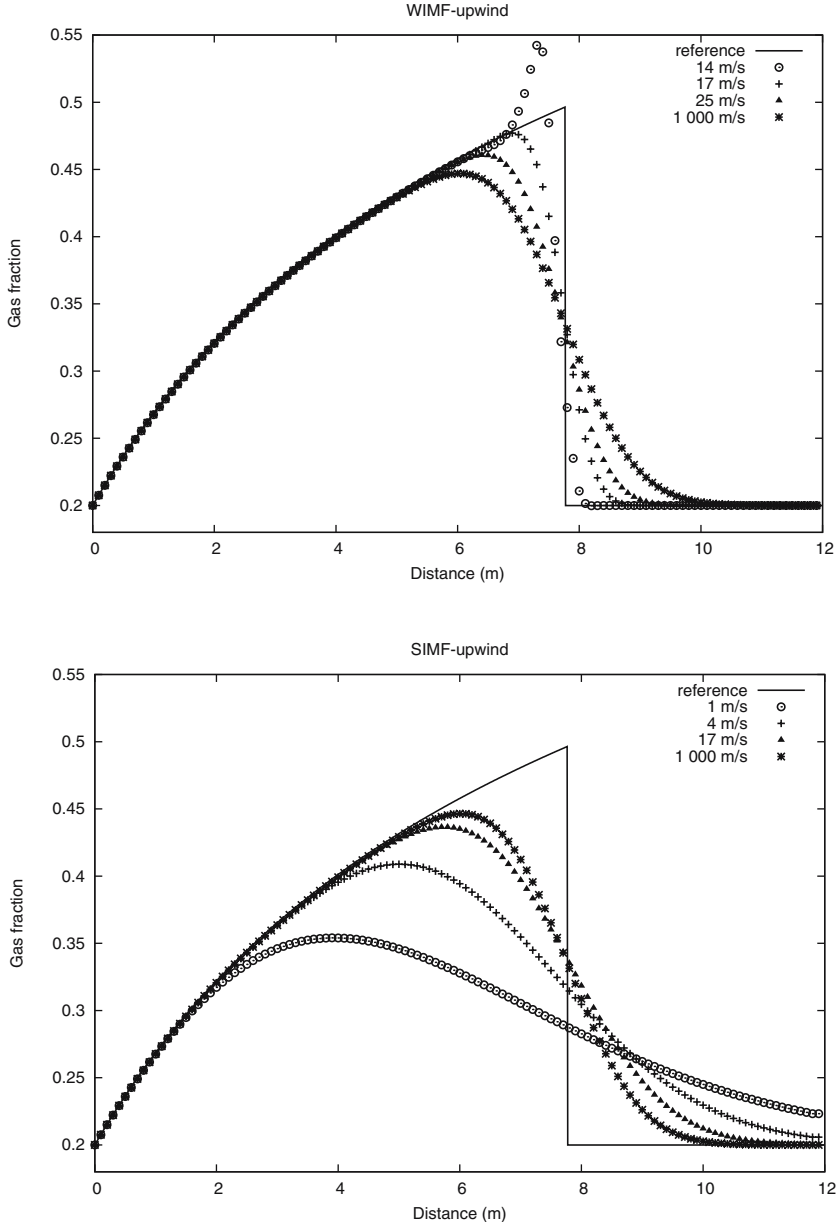 WIMF-upwind
0.55
0.5
0.45
0.4
0.35
0.3
0.25
0.2
Gas fraction
reference
14 m/s
17 m/s
25 m/s
1 000 m/s
0 2 4 6 8 10 12
Distance (m)
SIMF-upwind
0.55
0.5
0.45
0.4
0.35
0.3
0.25
0.2
Gas fraction
reference
1 m/s
4 m/s
17 m/s
1 000 m/s
0 2 4 6 8 10 12
Distance (m)